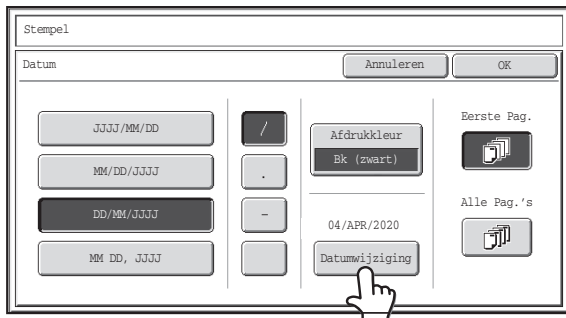 Stempel
Datum
Annuleren
OK
JJJJ/MM/DD
MM/DD/JJJJ
DD/MM/JJJJ
MM DD, JJJJ
/
.
-
Afdrukkleur
Bk (zwart)
04/APR/2020
Datumwijziging
Eerste Pag.
Alle Pag.'s